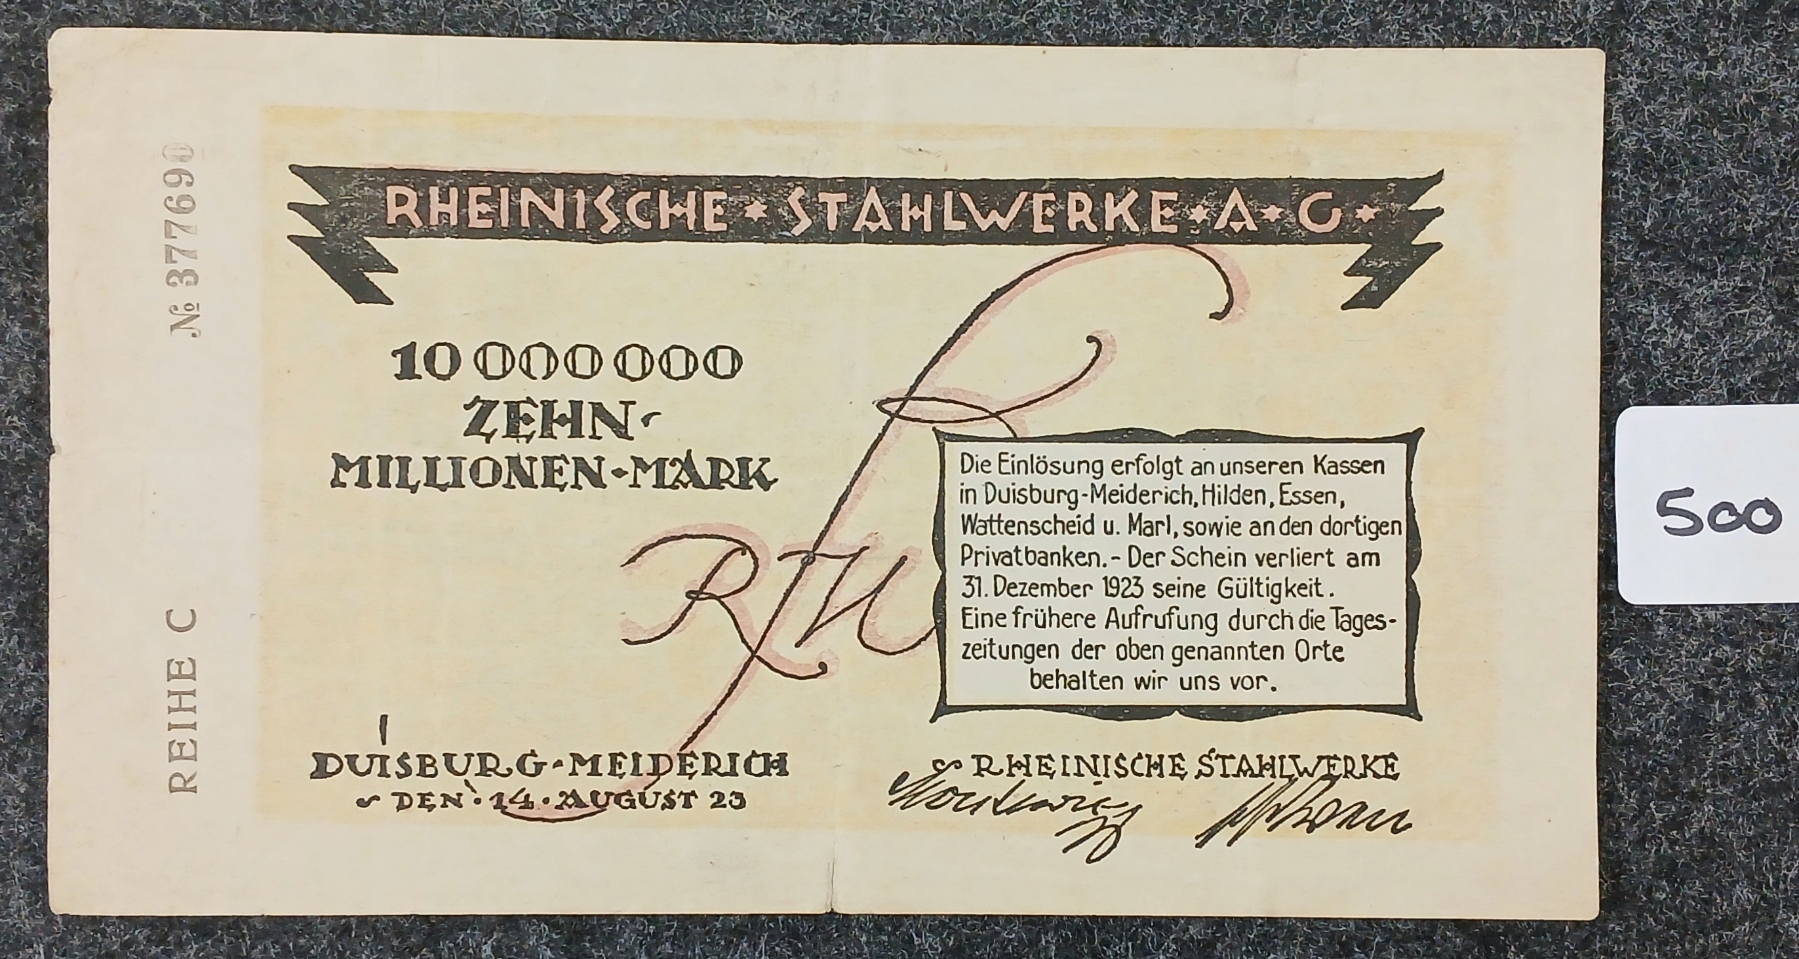 RHEINISCHE * STAHLWERKE * A * G *
№ 377690
10 000 000
ZEHN-
MILLIONEN-MARK
RSTW
Die Einlösung erfolgt an unseren Kassen
in Duisburg-Meiderich, Hilden, Essen,
Wattenscheid u. Marl, sowie an den dortigen
Privatbanken. - Der Schein verliert am
31. Dezember 1923 seine Gültigkeit.
Eine frühere Aufrufung durch die Tages-
zeitungen der oben genannten Orte
behalten wir uns vor.
REIHE C
DUISBURG-MEIDERICH
DEN 14. AUGUST 23
RHEINISCHE STAHLWERKE
500